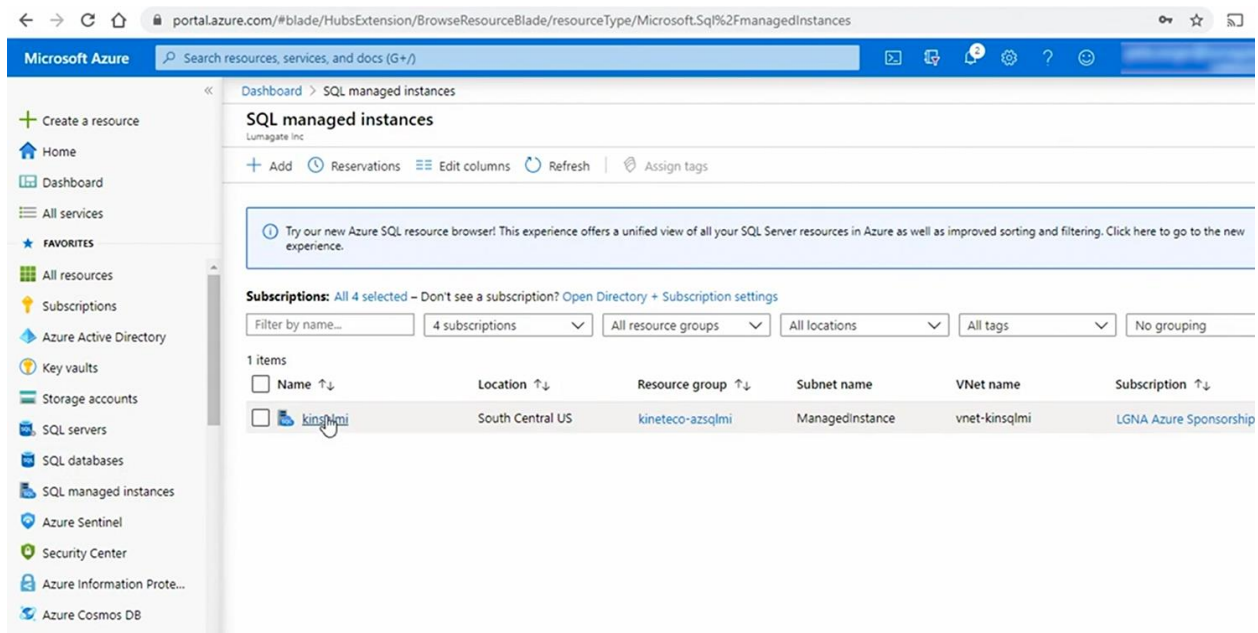 portal.azure.com/#blade/HubsExtension/BrowseResourceBlade/resourceType/Microsoft.Sql%2FmanagedInstances
Microsoft Azure
Search resources, services, and docs (G+/)
2
?
«
Create a resource
Home
Dashboard
All services
FAVORITES
All resources
Subscriptions
Azure Active Directory
Key vaults
Storage accounts
SQL servers
SQL databases
SQL managed instances
Azure Sentinel
Security Center
Azure Information Prote...
Azure Cosmos DB
Dashboard > SQL managed instances
SQL managed instances
Lumagate Inc
+ Add Reservations Edit columns Refresh | Assign tags
Try our new Azure SQL resource browser! This experience offers a unified view of all your SQL Server resources in Azure as well as improved sorting and filtering. Click here to go to the new
experience.
Subscriptions: All 4 selected – Don't see a subscription? Open Directory + Subscription settings
Filter by name... 4 subscriptions All resource groups All locations All tags No grouping
1 items
Name ↑↓ Location ↑↓ Resource group ↑↓ Subnet name VNet name Subscription ↑↓
kinsqlmi South Central US kineteco-azsqlmi ManagedInstance vnet-kinsqlmi LGNA Azure Sponsorship